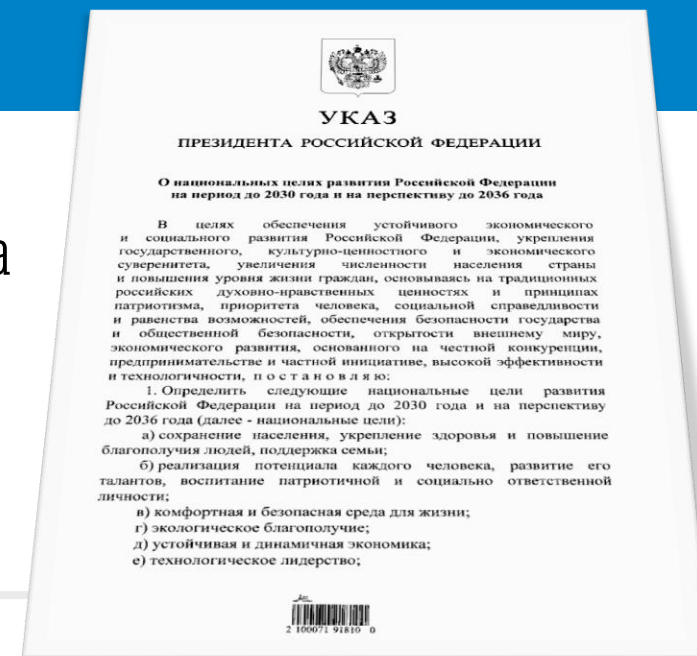 УКАЗ
ПРЕЗИДЕНТА РОССИЙСКОЙ ФЕДЕРАЦИИ
О национальных целях развития Российской Федерации
на период до 2030 года и на перспективу до 2036 года
В целях обеспечения устойчивого экономического
и социального развития Российской Федерации, укрепления
государственного, культурно-ценностного и экономического
суверенитета, увеличения численности населения страны
и повышения уровня жизни граждан, основываясь на традиционных
российских духовно-нравственных ценностях и принципах
патриотизма, приоритета человека, социальной справедливости
и равенства возможностей, обеспечения безопасности государства
и общественной безопасности, открытости внешнему миру,
экономического развития, основанного на честной конкуренции,
предпринимательстве и частной инициативе, высокой эффективности
и технологичности, п о с т а н о в л я ю:
1. Определить следующие национальные цели развития
Российской Федерации на период до 2030 года и на перспективу
до 2036 года (далее - национальные цели):
а) сохранение населения, укрепление здоровья и повышение
благополучия людей, поддержка семьи;
б) реализация потенциала каждого человека, развитие его
талантов, воспитание патриотичной и социально ответственной
личности;
в) комфортная и безопасная среда для жизни;
г) экологическое благополучие;
д) устойчивая и динамичная экономика;
е) технологическое лидерство;
2 100071 91810 0
а